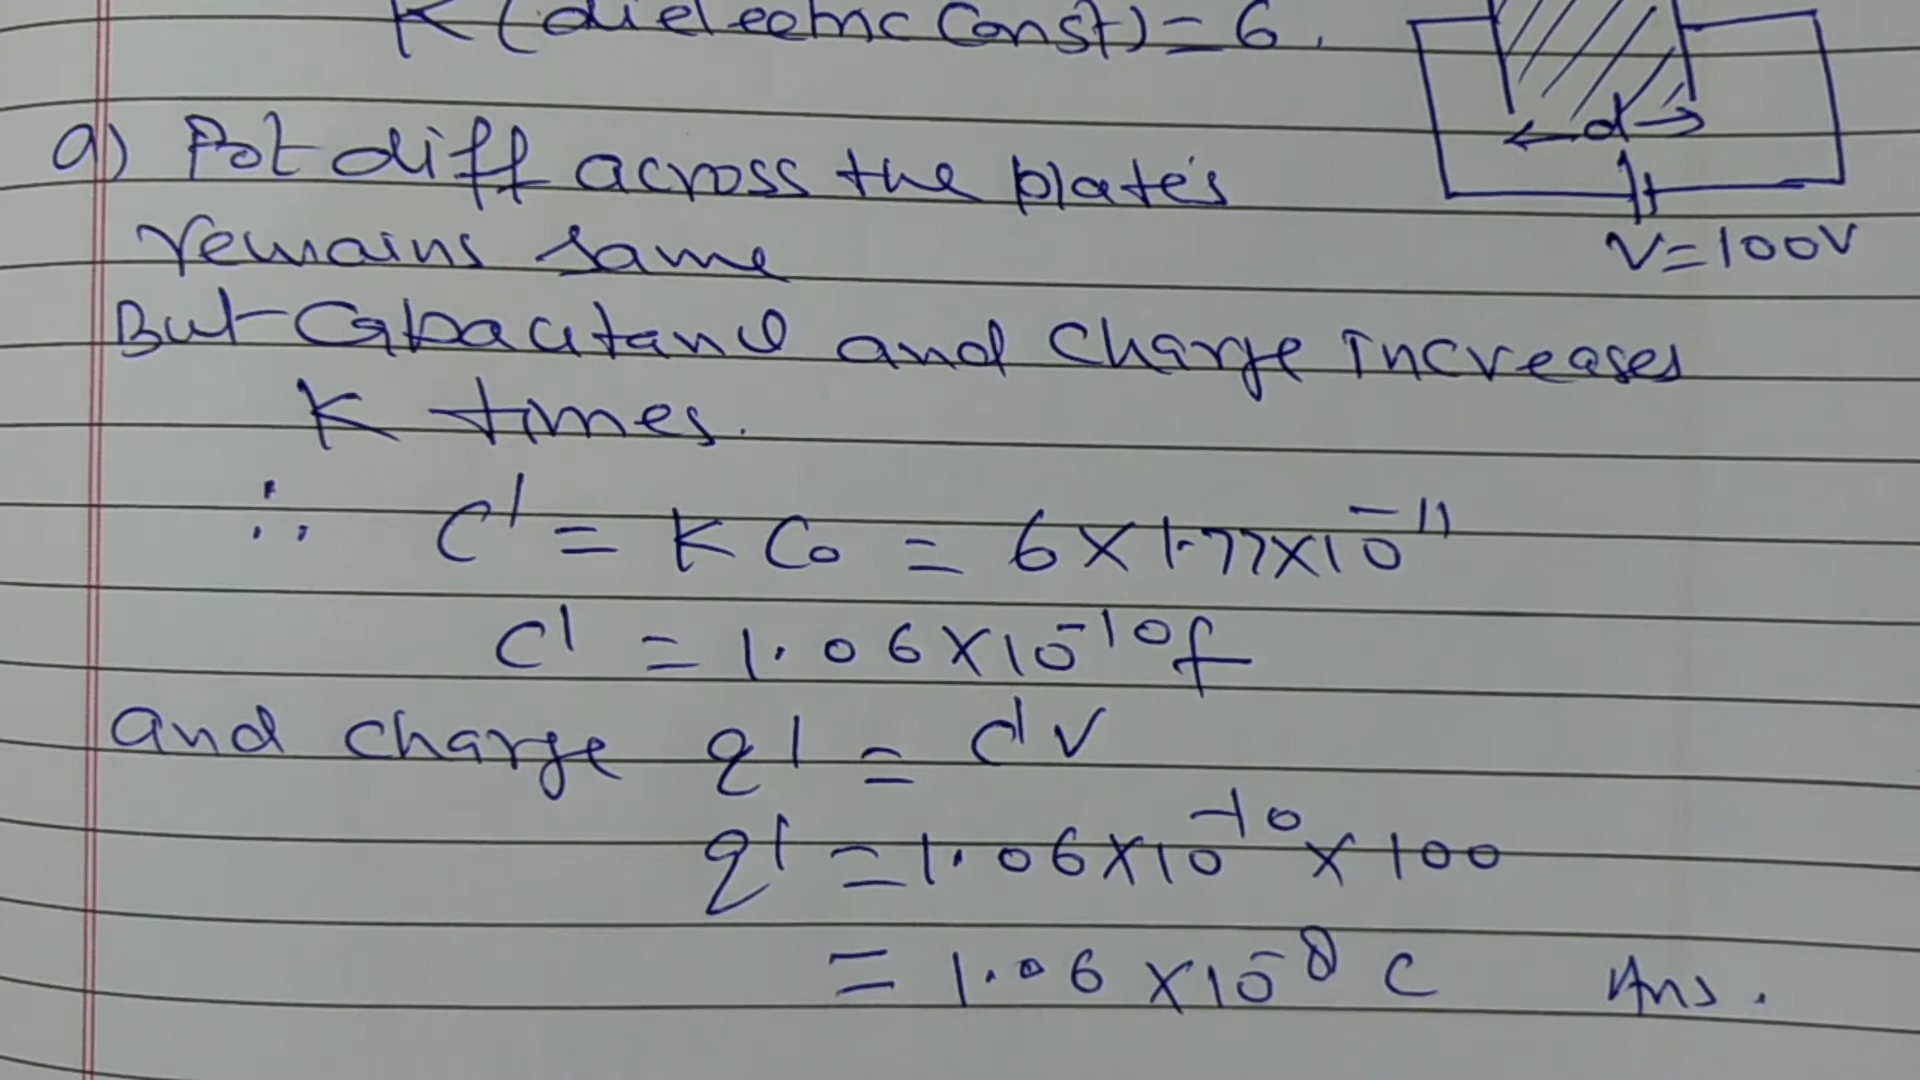 K (dielectric Const) = 6.
d
V=100V
a) Pot diff across the plates
remains same
But Capacitance and charge increases
K times.
∴ C' = K C₀ = 6×1.77×10⁻¹¹
C' = 1.06×10⁻¹⁰f
and charge q' = C'V
q' = 1.06×10⁻¹⁰ × 100
= 1.06 ×10⁻⁸ C Ans.